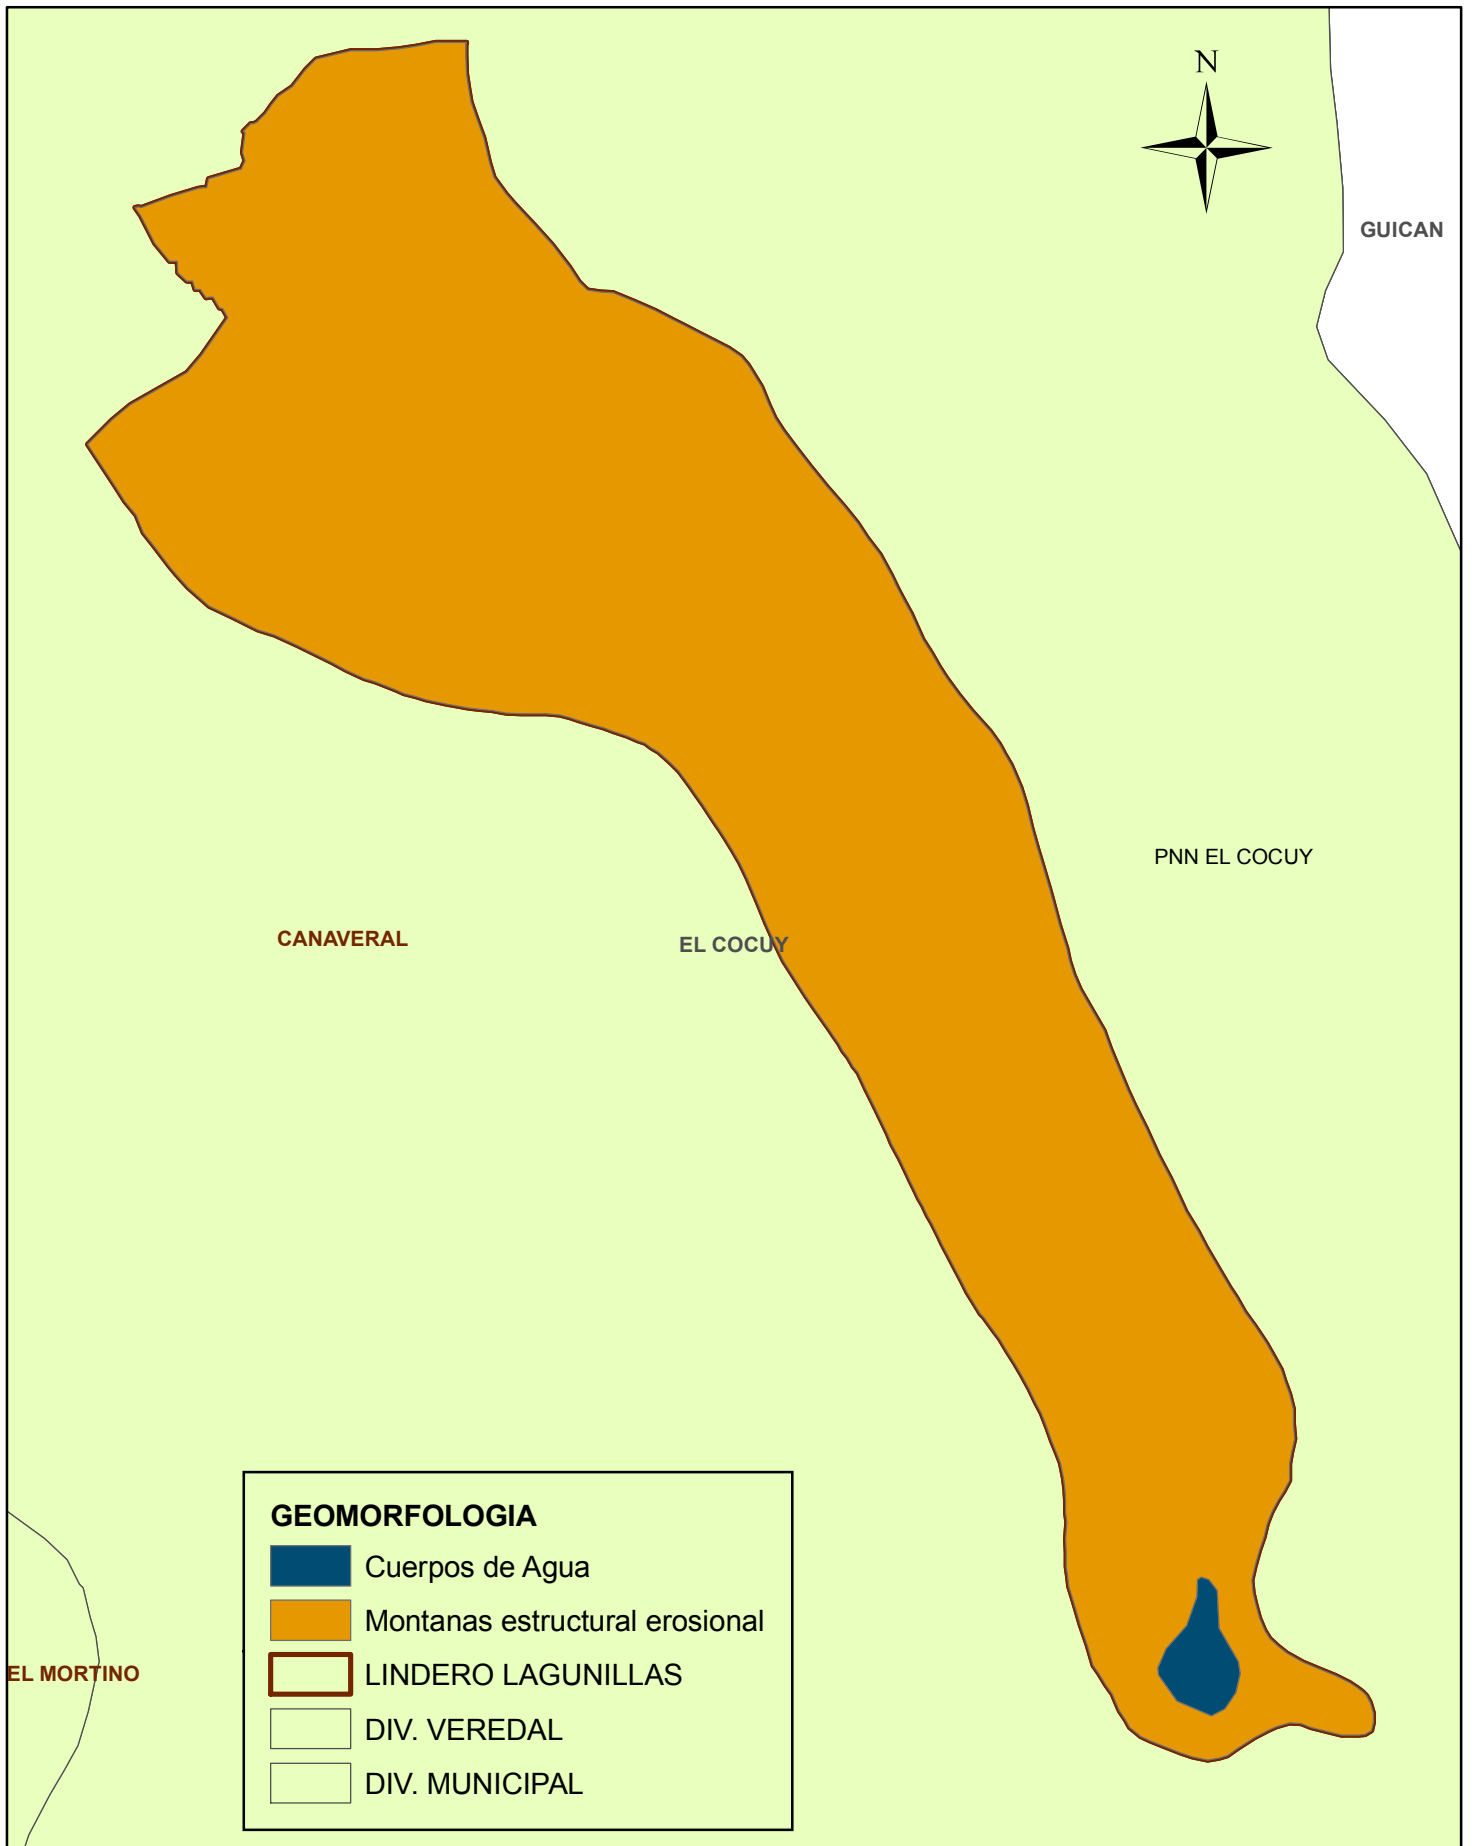 N
GUICAN
PNN EL COCUY
CANAVERAL
EL COCUY
GEOMORFOLOGIA
Cuerpos de Agua
Montanas estructural erosional
LINDERO LAGUNILLAS
DIV. VEREDAL
DIV. MUNICIPAL
EL MORTINO